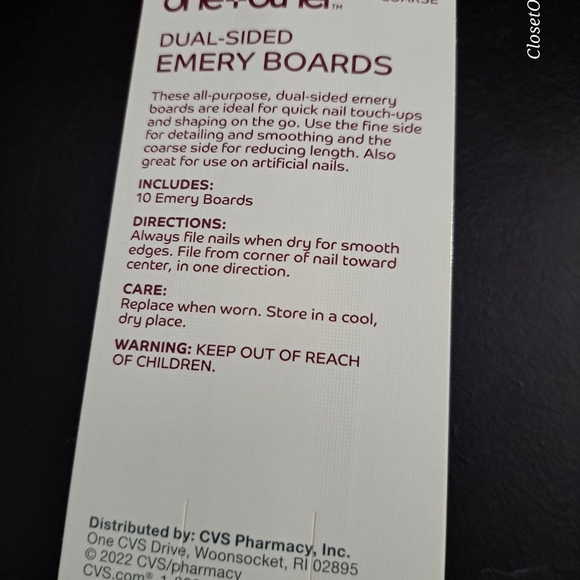 one+other™
COARSE
DUAL-SIDED
EMERY BOARDS
These all-purpose, dual-sided emery
boards are ideal for quick nail touch-ups
and shaping on the go. Use the fine side
for detailing and smoothing and the
coarse side for reducing length. Also
great for use on artificial nails.
INCLUDES:
10 Emery Boards
DIRECTIONS:
Always file nails when dry for smooth
edges. File from corner of nail toward
center, in one direction.
CARE:
Replace when worn. Store in a cool,
dry place.
WARNING: KEEP OUT OF REACH
OF CHILDREN.
Distributed by: CVS Pharmacy, Inc.
One CVS Drive, Woonsocket, RI 02895
© 2022 CVS/pharmacy
CVS.com®